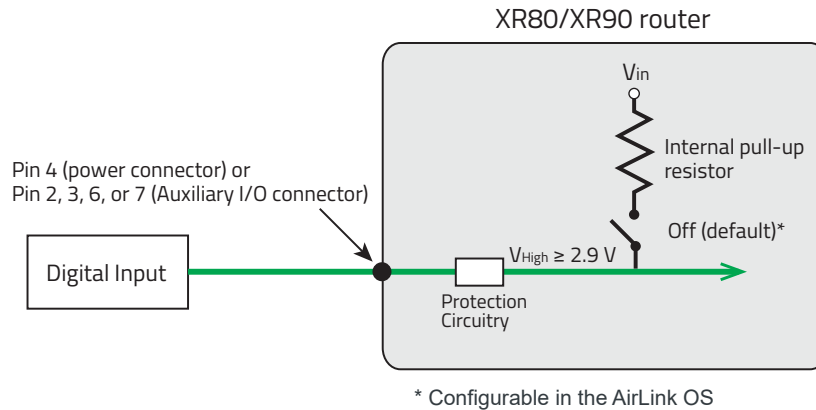 XR80/XR90 router
Vin
Internal pull-up
resistor
Pin 4 (power connector) or
Pin 2, 3, 6, or 7 (Auxiliary I/O connector)
Off (default)*
VHigh ≥ 2.9 V
Digital Input
Protection
Circuitry
* Configurable in the AirLink OS